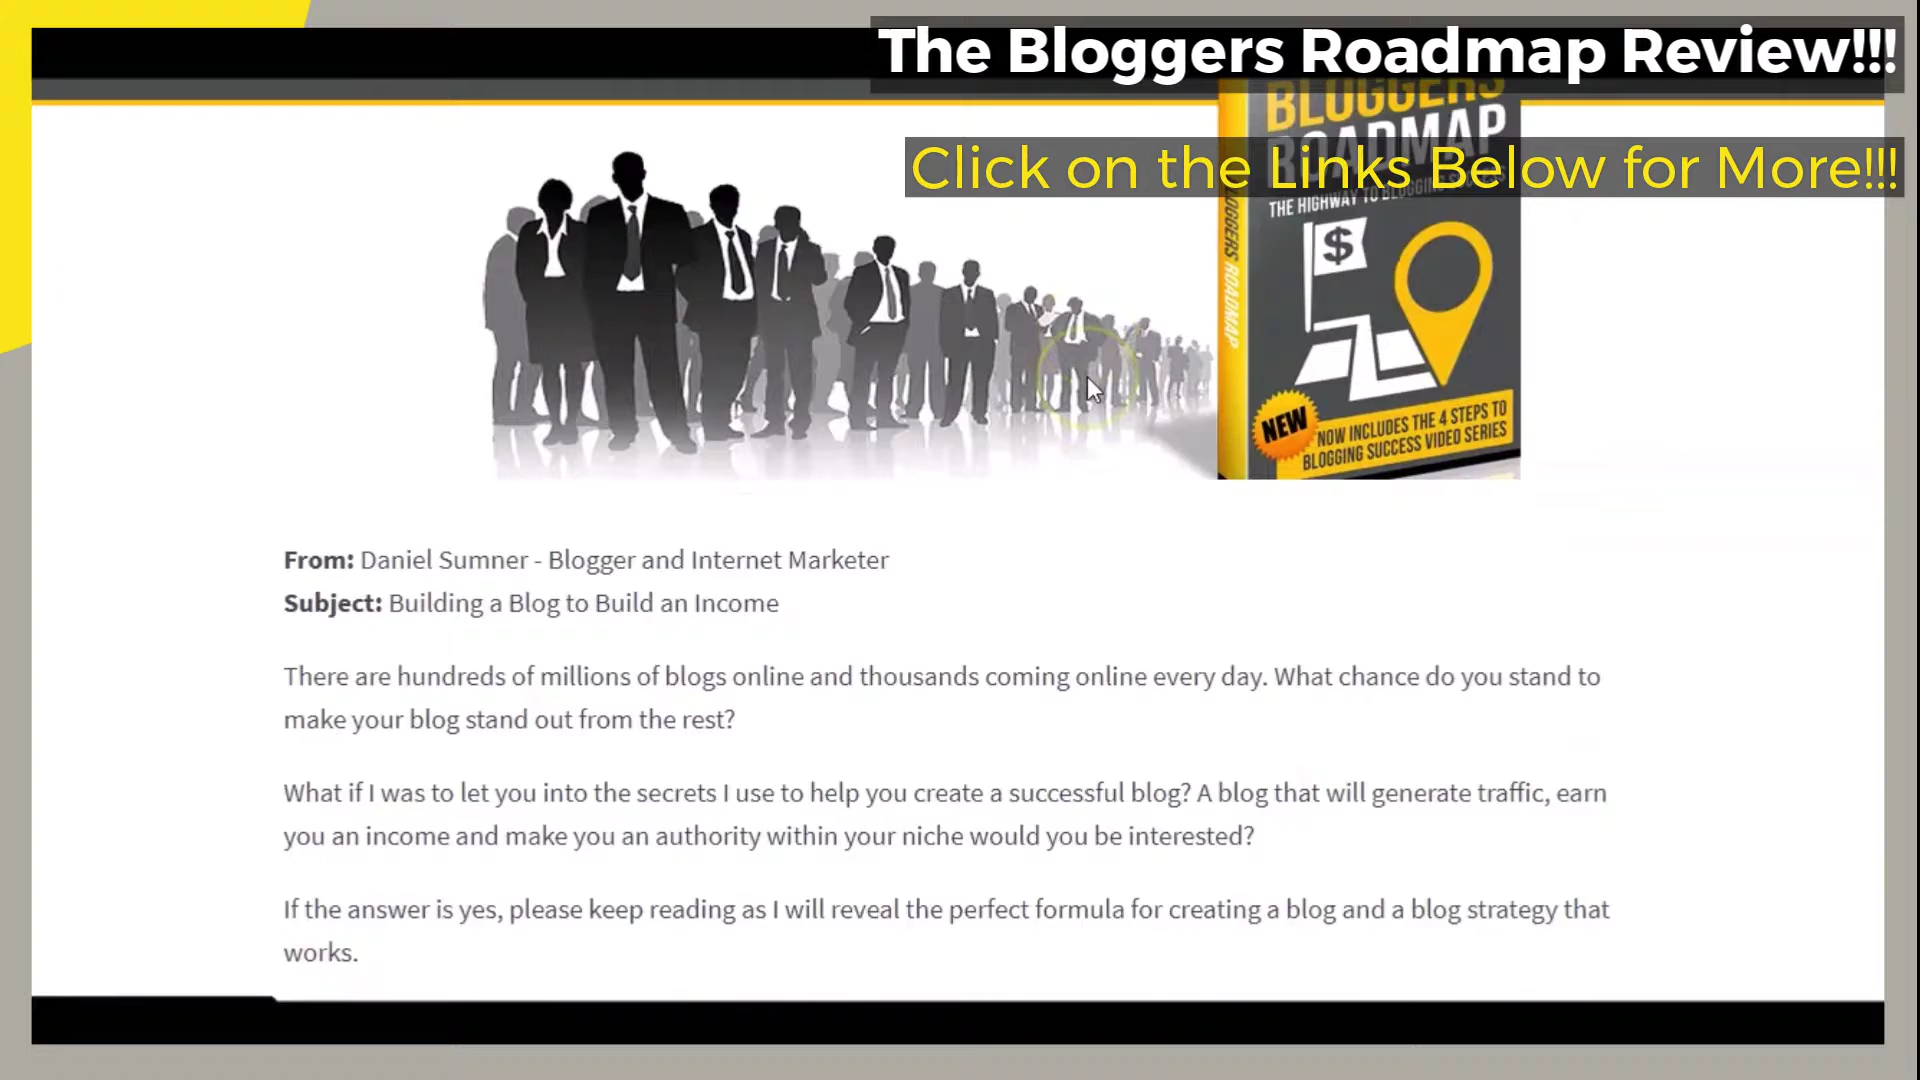 The Bloggers Roadmap Review!!!
BLOGGERS
ROADMAP
Click on the Links Below for More!!!
THE HIGHWAY TO BLOGGING SUCCESS
BLOGGERS ROADMAP
$
NEW
NOW INCLUDES THE 4 STEPS TO
BLOGGING SUCCESS VIDEO SERIES
From: Daniel Sumner - Blogger and Internet Marketer
Subject: Building a Blog to Build an Income
There are hundreds of millions of blogs online and thousands coming online every day. What chance do you stand to
make your blog stand out from the rest?
What if I was to let you into the secrets I use to help you create a successful blog? A blog that will generate traffic, earn
you an income and make you an authority within your niche would you be interested?
If the answer is yes, please keep reading as I will reveal the perfect formula for creating a blog and a blog strategy that
works.